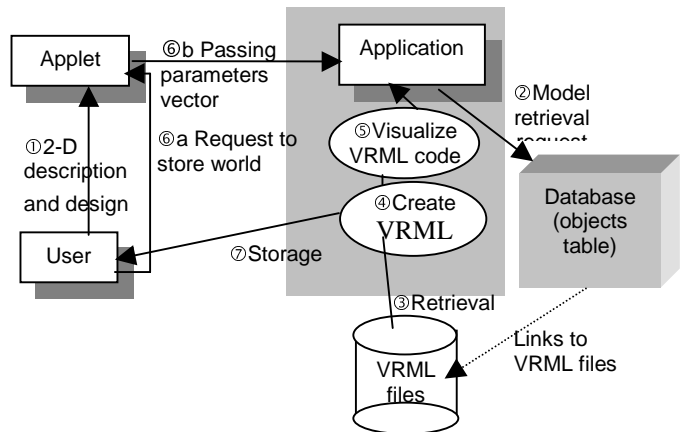 Applet
⑥b Passing
parameters
vector
Application
②Model
retrieval
request
①2-D
description
and design
⑥a Request to
store world
⑤Visualize
VRML code
④Create
VRML
Database
(objects
table)
User
⑦Storage
③Retrieval
Links to
VRML files
VRML
files